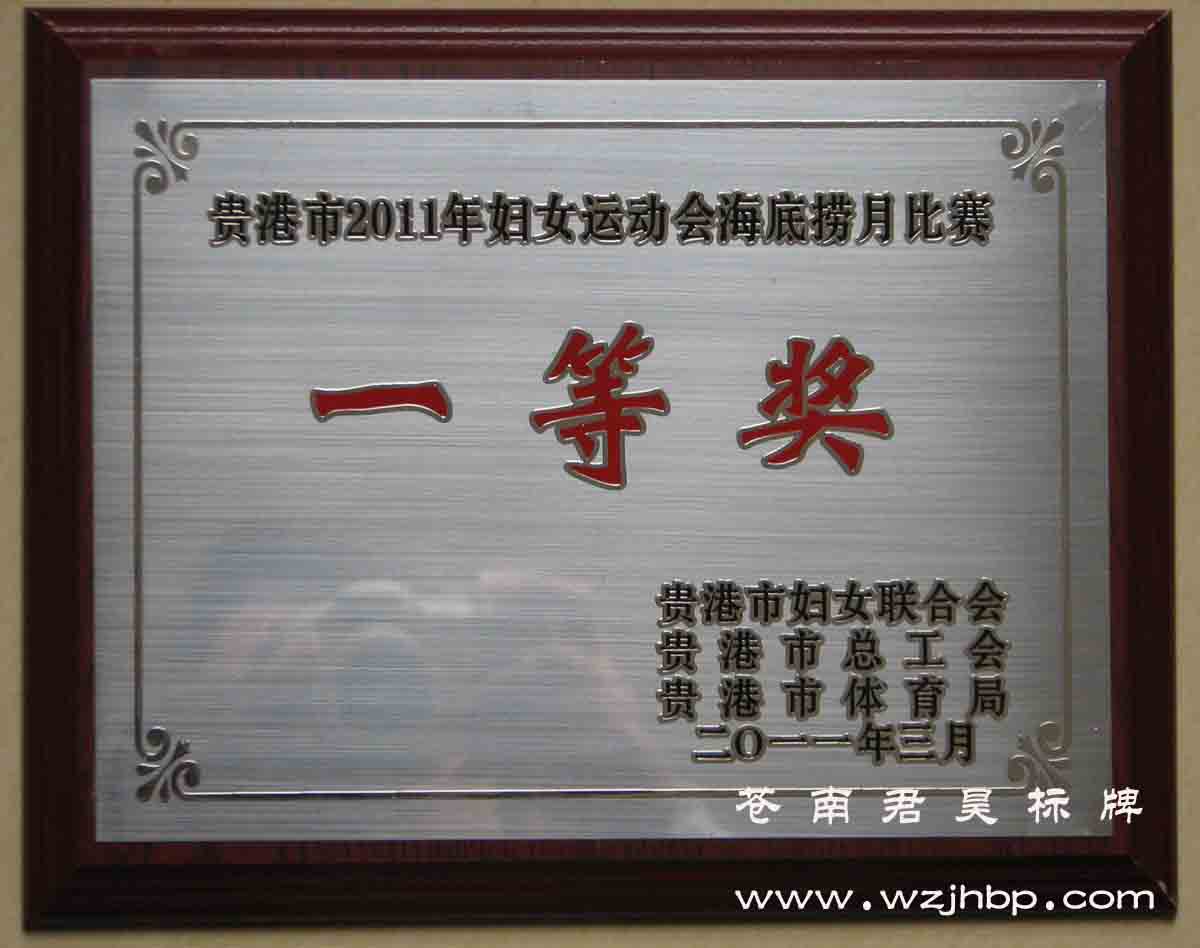 贵港市2011年妇女运动会海底捞月比赛
一等奖
贵港市妇女联合会
贵港市总工会
贵港市体育局
二〇一一年三月
苍南君昊标牌
www.wzjhbp.com